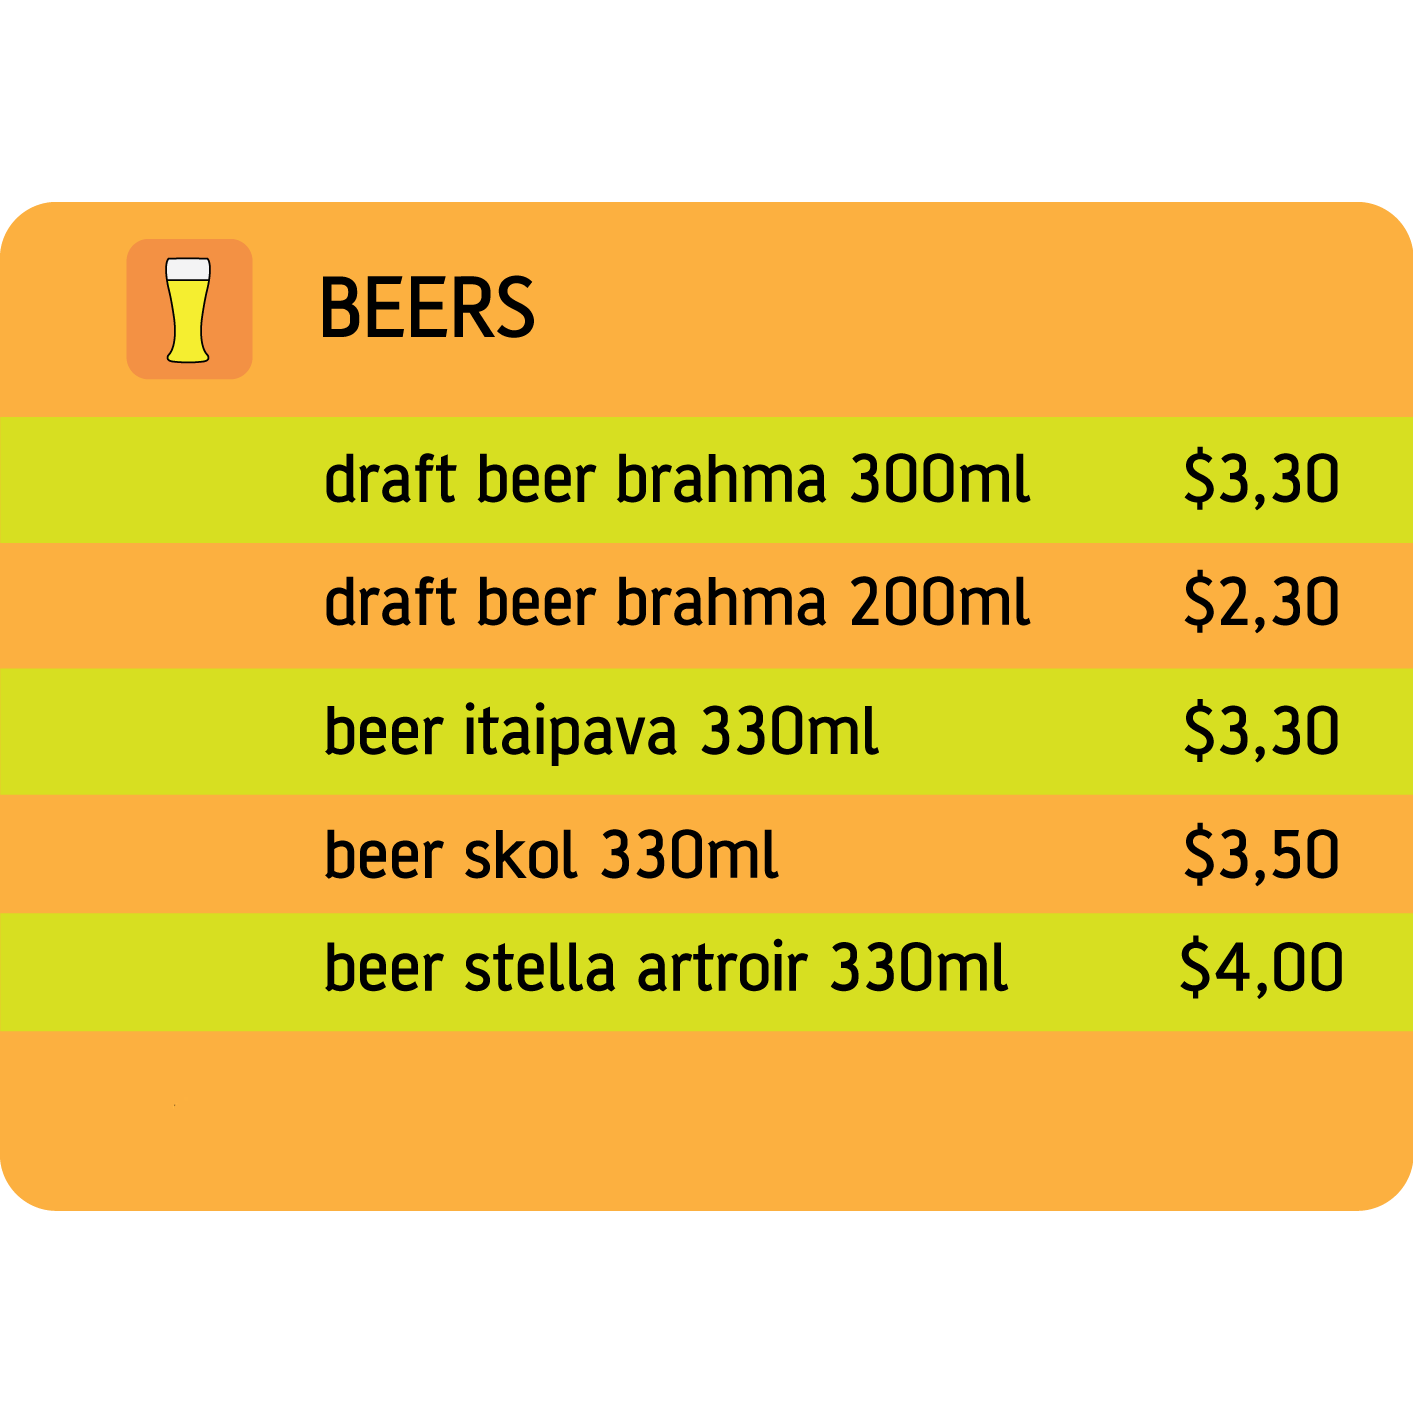 BEERS
draft beer brahma 300ml $3,30
draft beer brahma 200ml $2,30
beer itaipava 330ml $3,30
beer skol 330ml $3,50
beer stella artroir 330ml $4,00